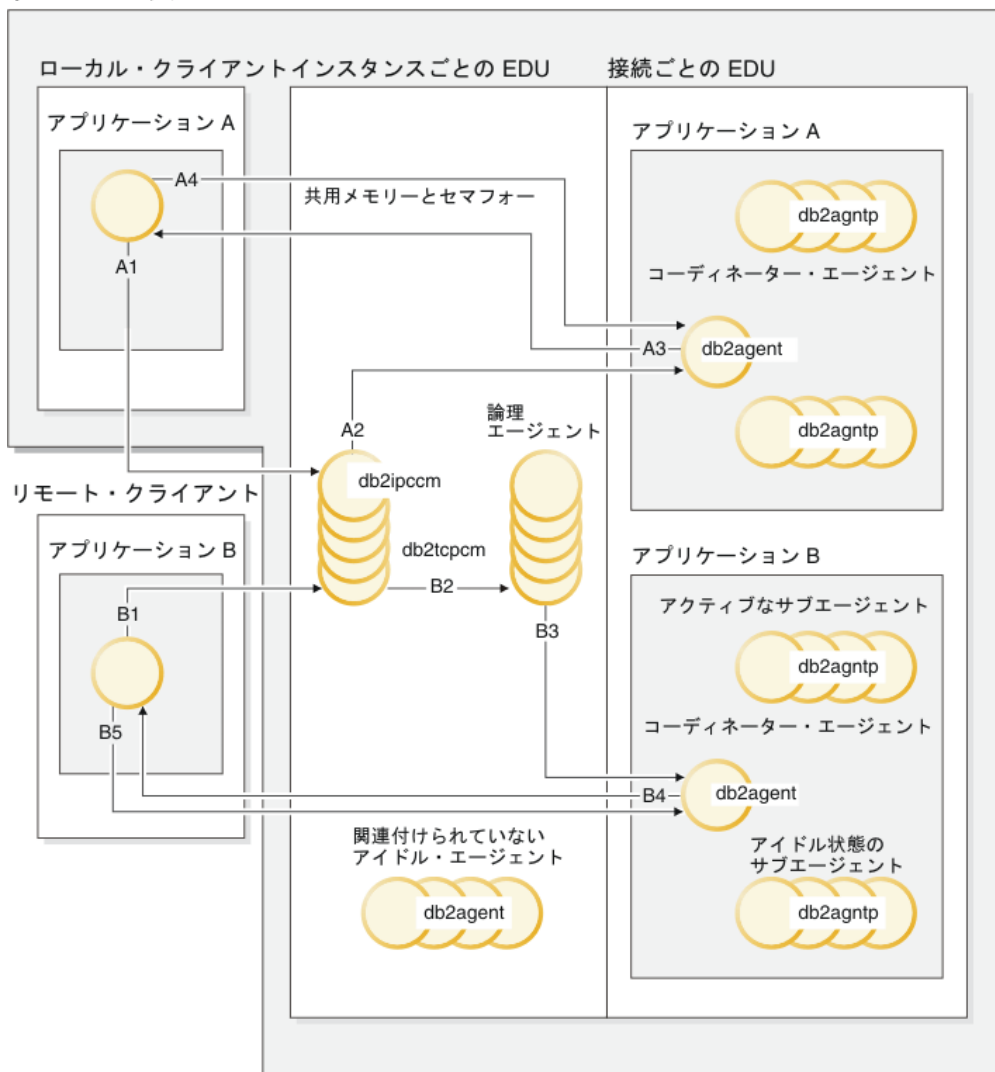 ローカル・クライアント
インスタンスごとの EDU
接続ごとの EDU
アプリケーション A
A4
A1
共用メモリーとセマフォー
アプリケーション A
db2agntp
コーディネーター・エージェント
A3
db2agent
db2agntp
A2
論理
エージェント
db2ipccm
db2tcpcm
B2
B3
リモート・クライアント
アプリケーション B
B1
B5
アプリケーション B
アクティブなサブエージェント
db2agntp
コーディネーター・エージェント
B4
db2agent
アイドル状態の
サブエージェント
db2agntp
関連付けられていない
アイドル・エージェント
db2agent